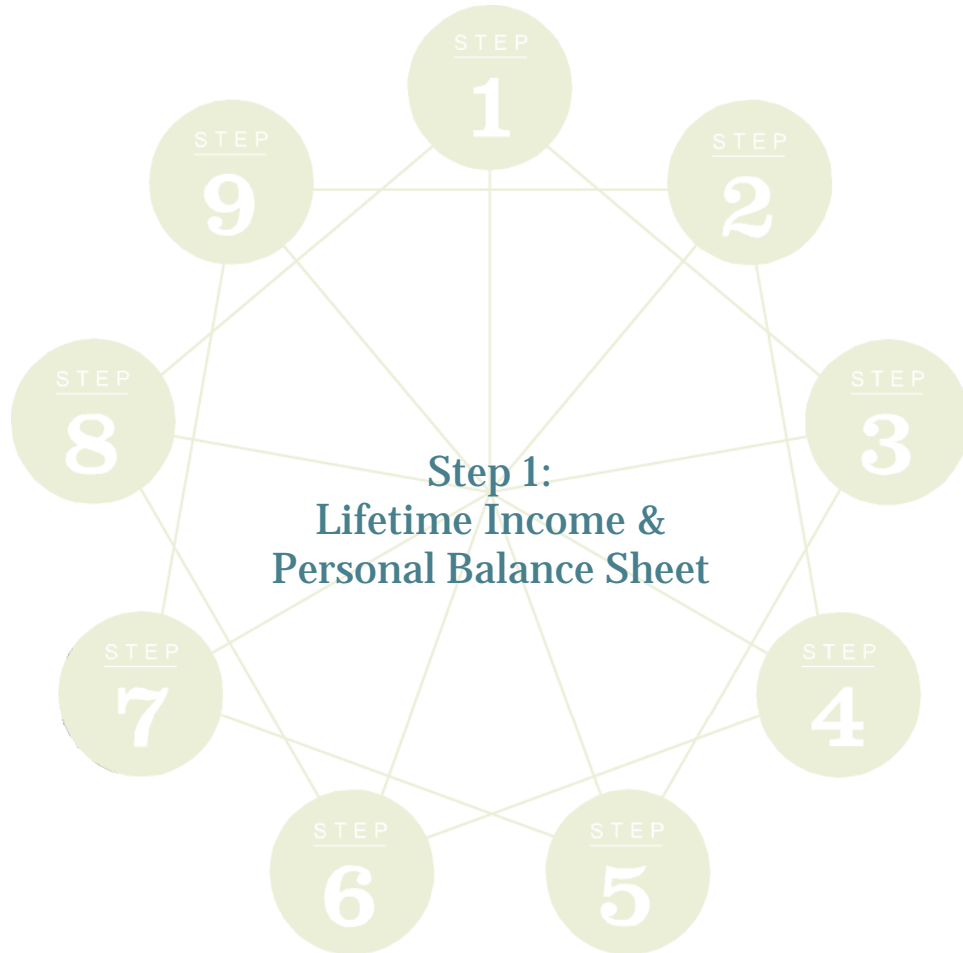 STEP
1
STEP
2
STEP
3
STEP
4
STEP
5
STEP
6
STEP
7
STEP
8
STEP
9
Step 1:
Lifetime Income &
Personal Balance Sheet